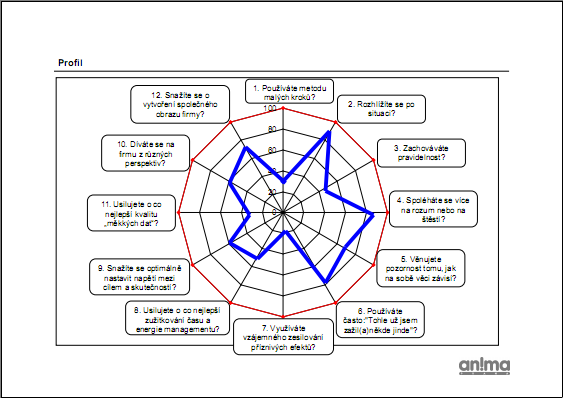 Profil
1. Používáte metodu
malých kroků?
2. Rozhlížíte se po
situaci?
3. Zachováváte
pravidelnost?
4. Spoléháte se více
na rozum nebo na
štěstí?
5. Věnujete
pozornost tomu, jak
na sobě věci závisí?
6. Používáte
často:"Tohle už jsem
zažil(a)někde jinde"?
7. Využíváte
vzájemného zesilování
příznivých efektů?
8. Usilujete o co nejlepší
zužitkování času a
energie managementu?
9. Snažíte se optimálně
nastavit napětí mezi
cílem a skutečností?
11. Usilujete o co
nejlepší kvalitu
„měkkých dat"?
10. Díváte se na
firmu z různých
perspektiv?
12. Snažíte se o
vytvoření společného
obrazu firmy?
100
80
60
40
20
0
an!ma